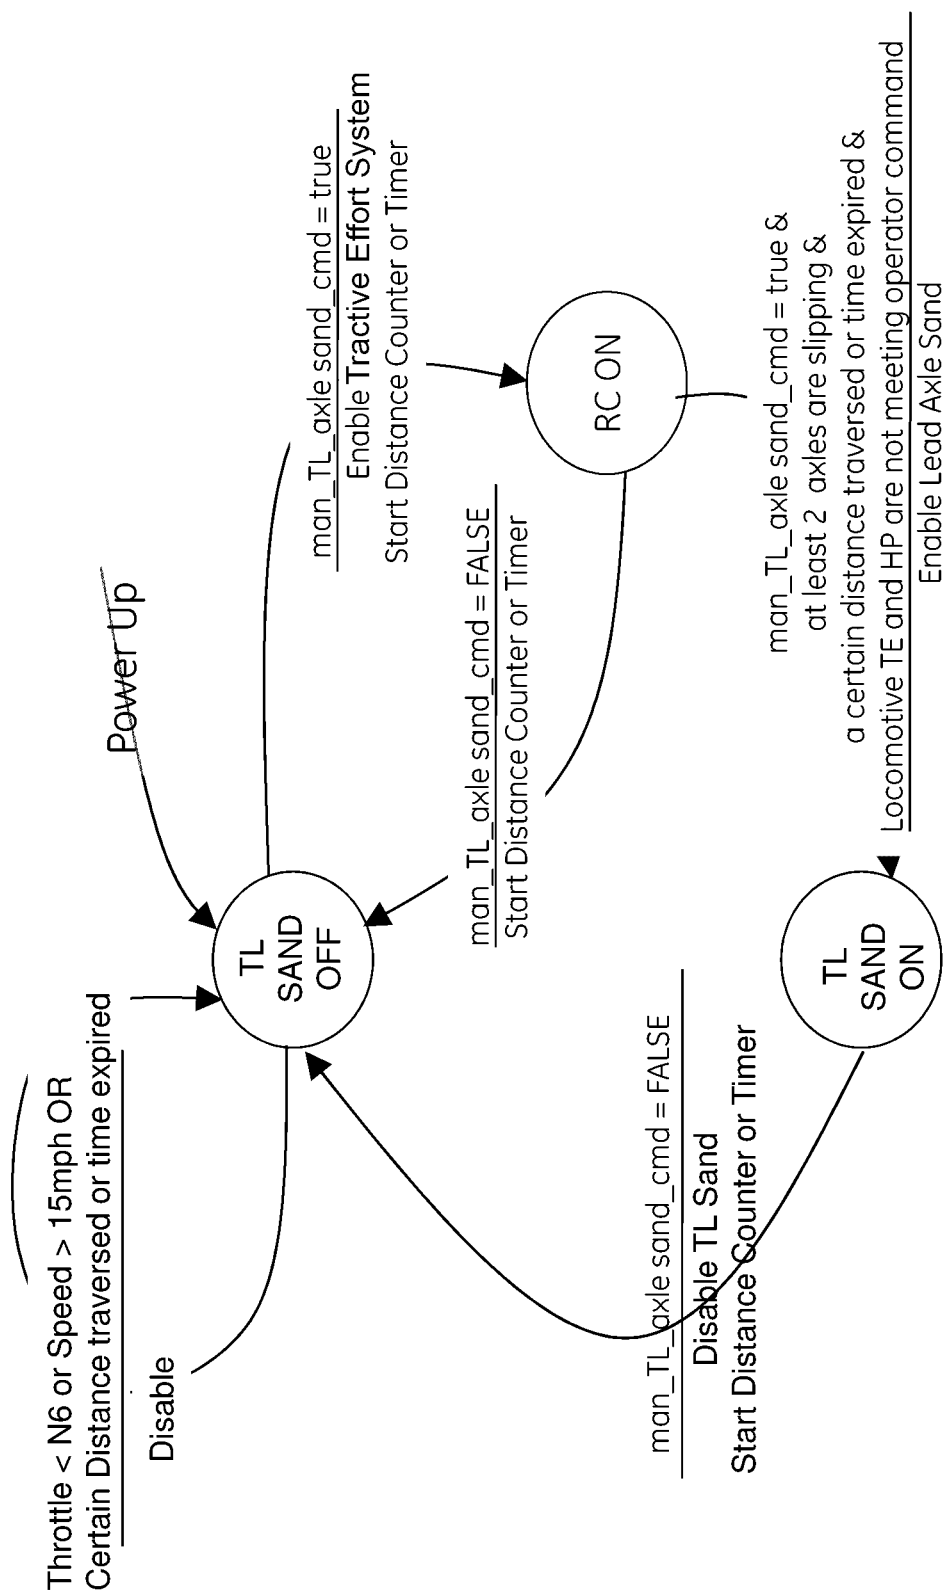 Throttle < N6 or Speed > 15mph OR
Certain Distance traversed or time expired
Disable
Power Up
TL
SAND
OFF
man_TL_axle sand_cmd = true
Enable Tractive Effort System
Start Distance Counter or Timer
man_TL_axle sand_cmd = FALSE
Start Distance Counter or Timer
RC ON
man_TL_axle sand_cmd = FALSE
Disable TL Sand
Start Distance Counter or Timer
TL
SAND
ON
man_TL_axle sand_cmd = true &
at least 2 axles are slipping &
a certain distance traversed or time expired &
Locomotive TE and HP are not meeting operator command
Enable Lead Axle Sand